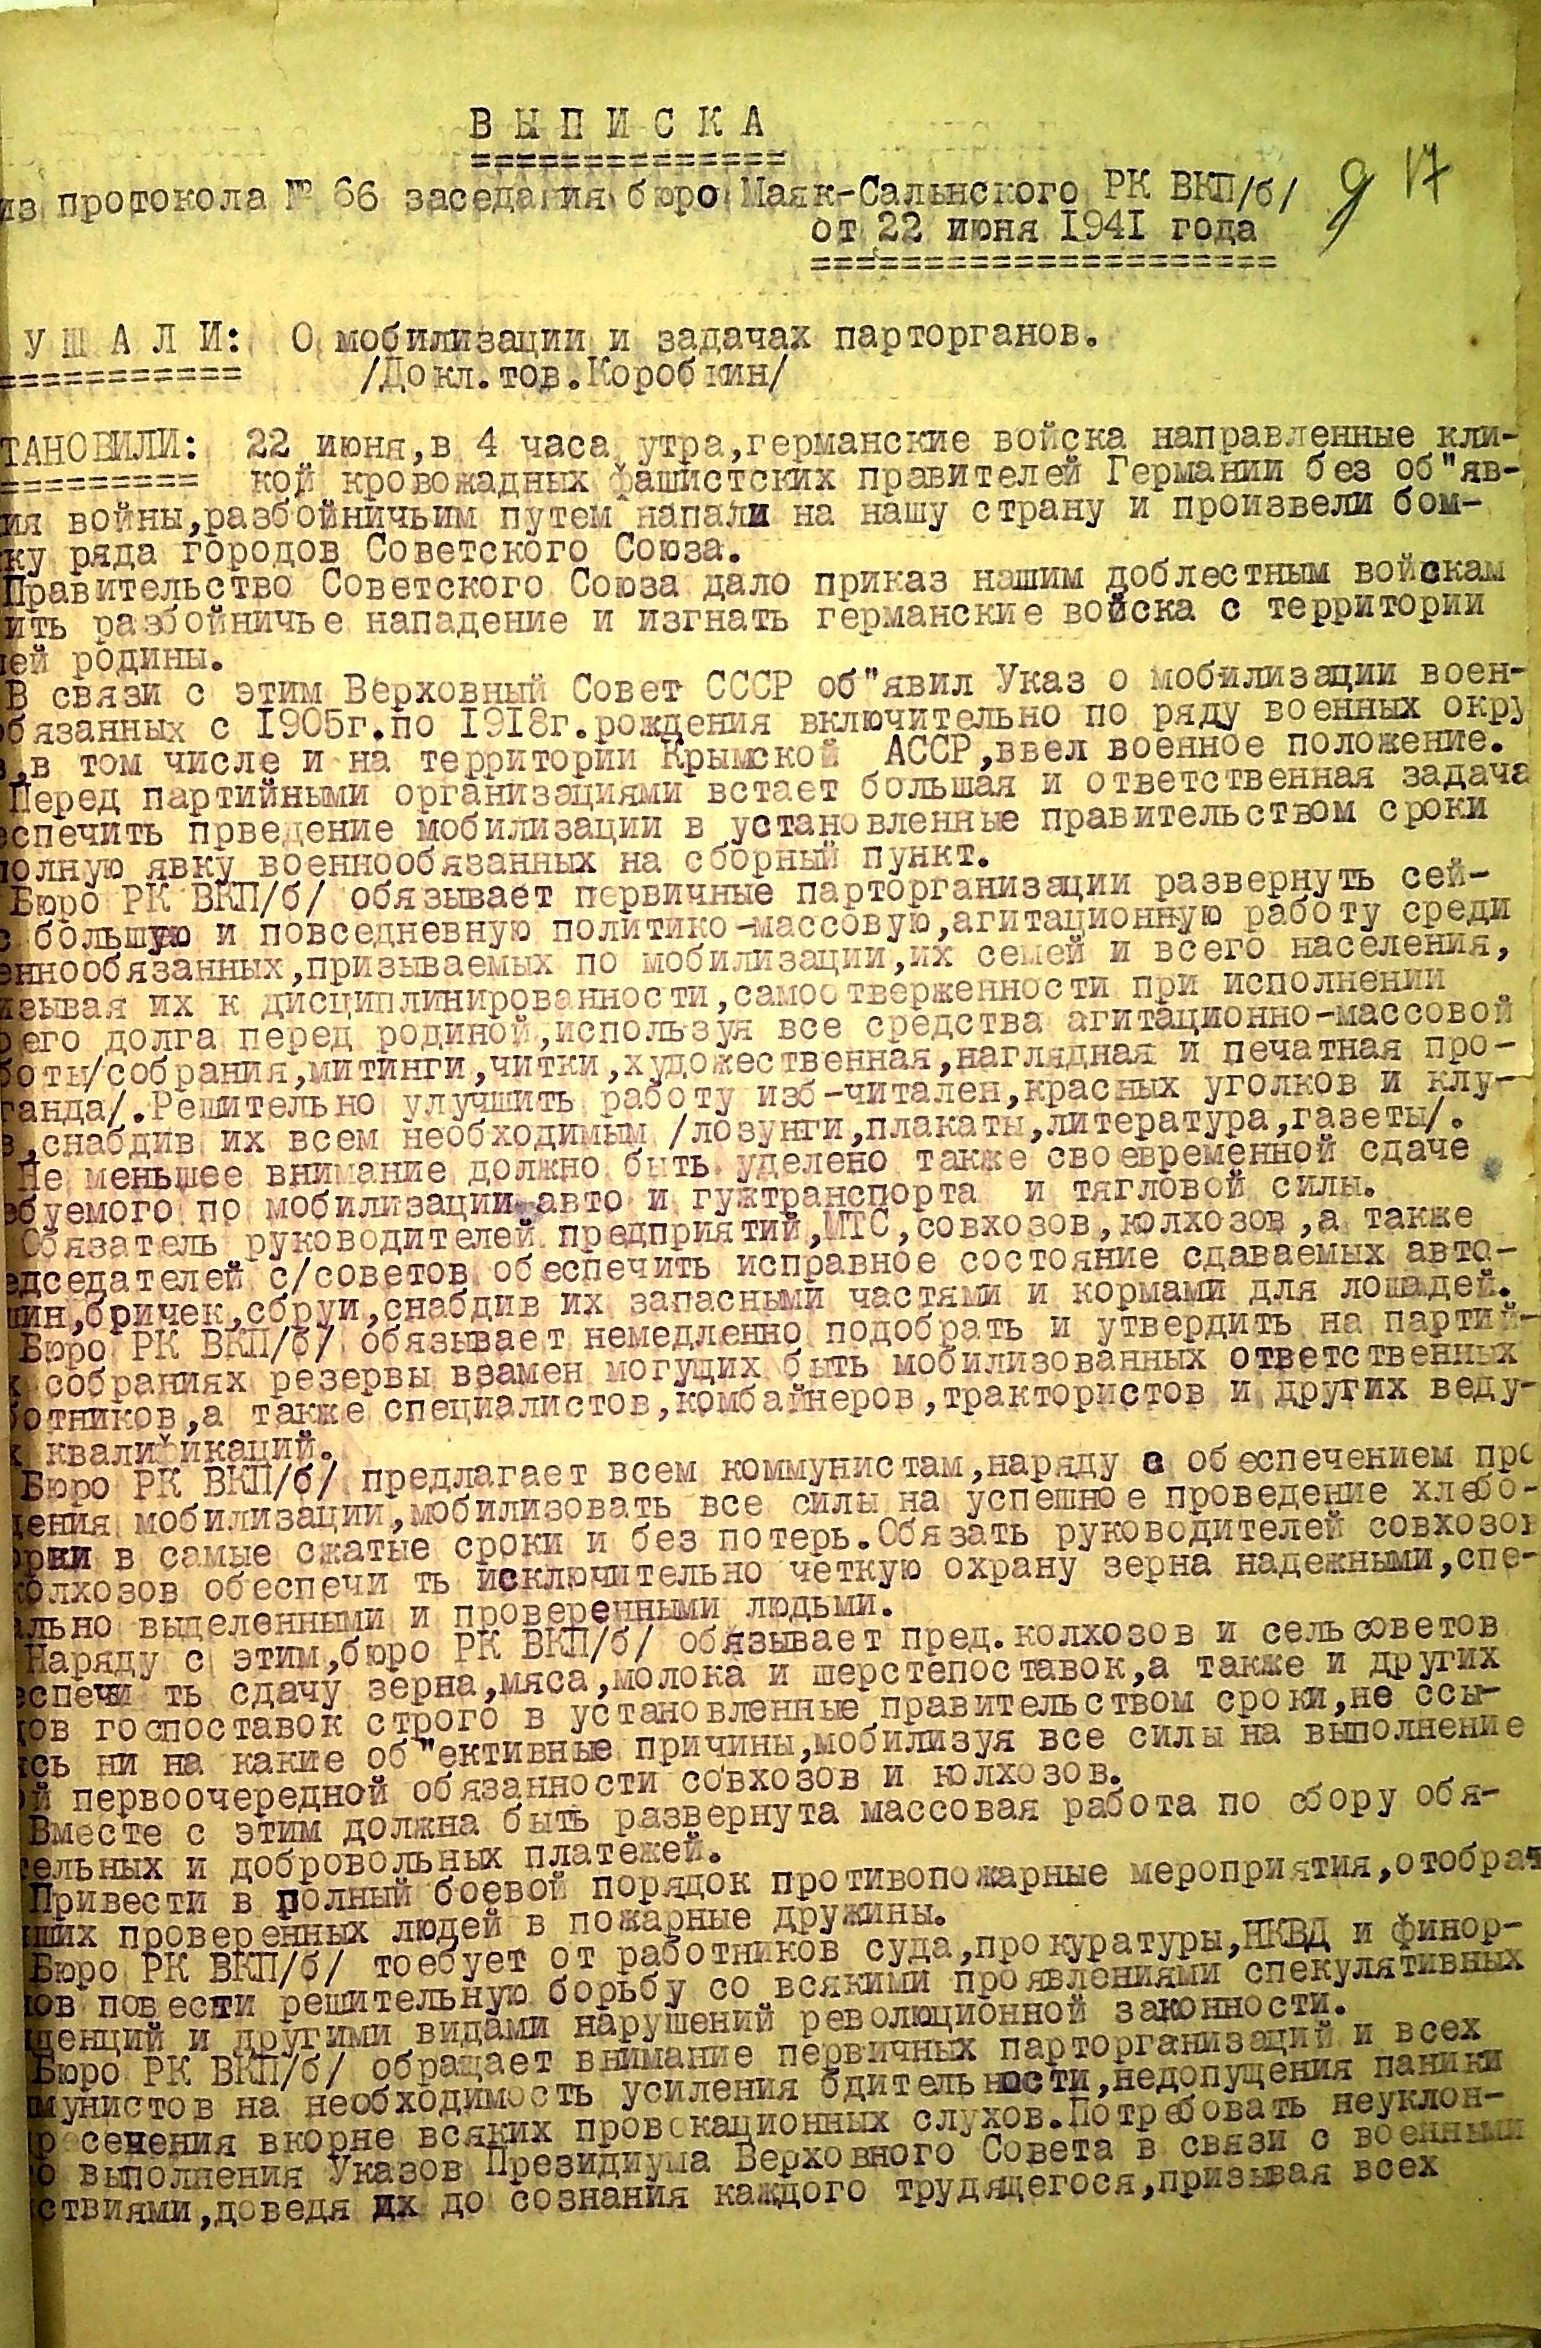 ВЫПИСКА
из протокола № 66 заседания бюро Маяк-Салынского РК ВКП/б/
9 17
от 22 июня 1941 года
УШАЛИ: О мобилизации и задачах парторганов.
/Докл.тов.Коробкин/
ТАНОВИЛИ: 22 июня,в 4 часа утра,германские войска направленные кли-
кой кровожадных фашистских правителей Германии без об"яв-
ия войны,разбойничьим путем напали на нашу страну и произвели бом-
ку ряда городов Советского Союза.
Правительство Советского Союза дало приказ нашим доблестным войскам
ить разбойничье нападение и изгнать германские войска с территории
ей родины.
В связи с этим Верховный Совет СССР об"явил Указ о мобилизации воен-
обязанных с 1905г.по 1918г.рождения включительно по ряду военных окру
в,в том числе и на территории Крымской АССР,ввел военное положение.
Перед партийными организациями встает большая и ответственная задача
еспечить прведение мобилизации в установленные правительством сроки
полную явку военнообязанных на сборный пункт.
Бюро РК ВКП/б/ обязывает первичные парторганизации развернуть сей-
с большую и повседневную политико-массовую,агитационную работу среди
еннообязанных,призываемых по мобилизации,их семей и всего населения,
изывая их к дисциплинированности,самоотверженности при исполнении
оего долга перед родиной,используя все средства агитационно-массовой
боты/собрания,митинги,читки,художественная,наглядная и печатная про-
ганда/.Решительно улучшить работу изб-читален,красных уголков и клу-
в,снабдив их всем необходимым /лозунги,плакаты,литература,газеты/.
Не меньшее внимание должно быть уделено также своевременной сдаче
ебуемого по мобилизации авто и гужтранспорта и тягловой силы.
Обязатель руководителей предприятий,МТС,совхозов,колхозов,а также
едседателей с/советов обеспечить исправное состояние сдаваемых авто-
шин,бричек,сбруи,снабдив их запасными частями и кормами для лошадей.
Бюро РК ВКП/б/ обязывает немедленно подобрать и утвердить на партий-
х собраниях резервы взамен могущих быть мобилизованных ответственных
ботников,а также специалистов,комбайнеров,трактористов и других веду-
х квалификаций.
Бюро РК ВКП/б/ предлагает всем коммунистам,наряду с обеспечением про
дения мобилизации,мобилизовать все силы на успешное проведение хлебо-
орки в самые сжатые сроки и без потерь.Обязать руководителей совхозов
колхозов обеспечи ть исключительно четкую охрану зерна надежными,спе-
ально выделенными и проверенными людьми.
Наряду с этим,бюро РК ВКП/б/ обязывает пред.колхозов и сельсоветов
еспечи ть сдачу зерна,мяса,молока и шерстепоставок,а также и других
дов госпоставок строго в установленные правительством сроки,не ссы-
ясь ни на какие об"ективные причины,мобилизуя все силы на выполнение
ой первоочередной обязанности совхозов и колхозов.
Вместе с этим должна быть развернута массовая работа по сбору обя-
тельных и добровольных платежей.
Привести в полный боевой порядок противопожарные мероприятия,отобрат
чших проверенных людей в пожарные дружины.
Бюро РК ВКП/б/ тоебует от работников суда,прокуратуры,НКВД и финор-
ов повести решительную борьбу со всякими проявлениями спекулятивных
денций и другими видами нарушений революционной законности.
Бюро РК ВКП/б/ обращает внимание первичных парторганизаций и всех
мунистов на необходимость усиления бдительности,недопущения паники
ресечения вкорне всяких провокационных слухов.Потребовать неуклон-
о выполнения Указов Президиума Верховного Совета в связи с военными
ствиями,доведя их до сознания каждого трудящегося,призывая всех